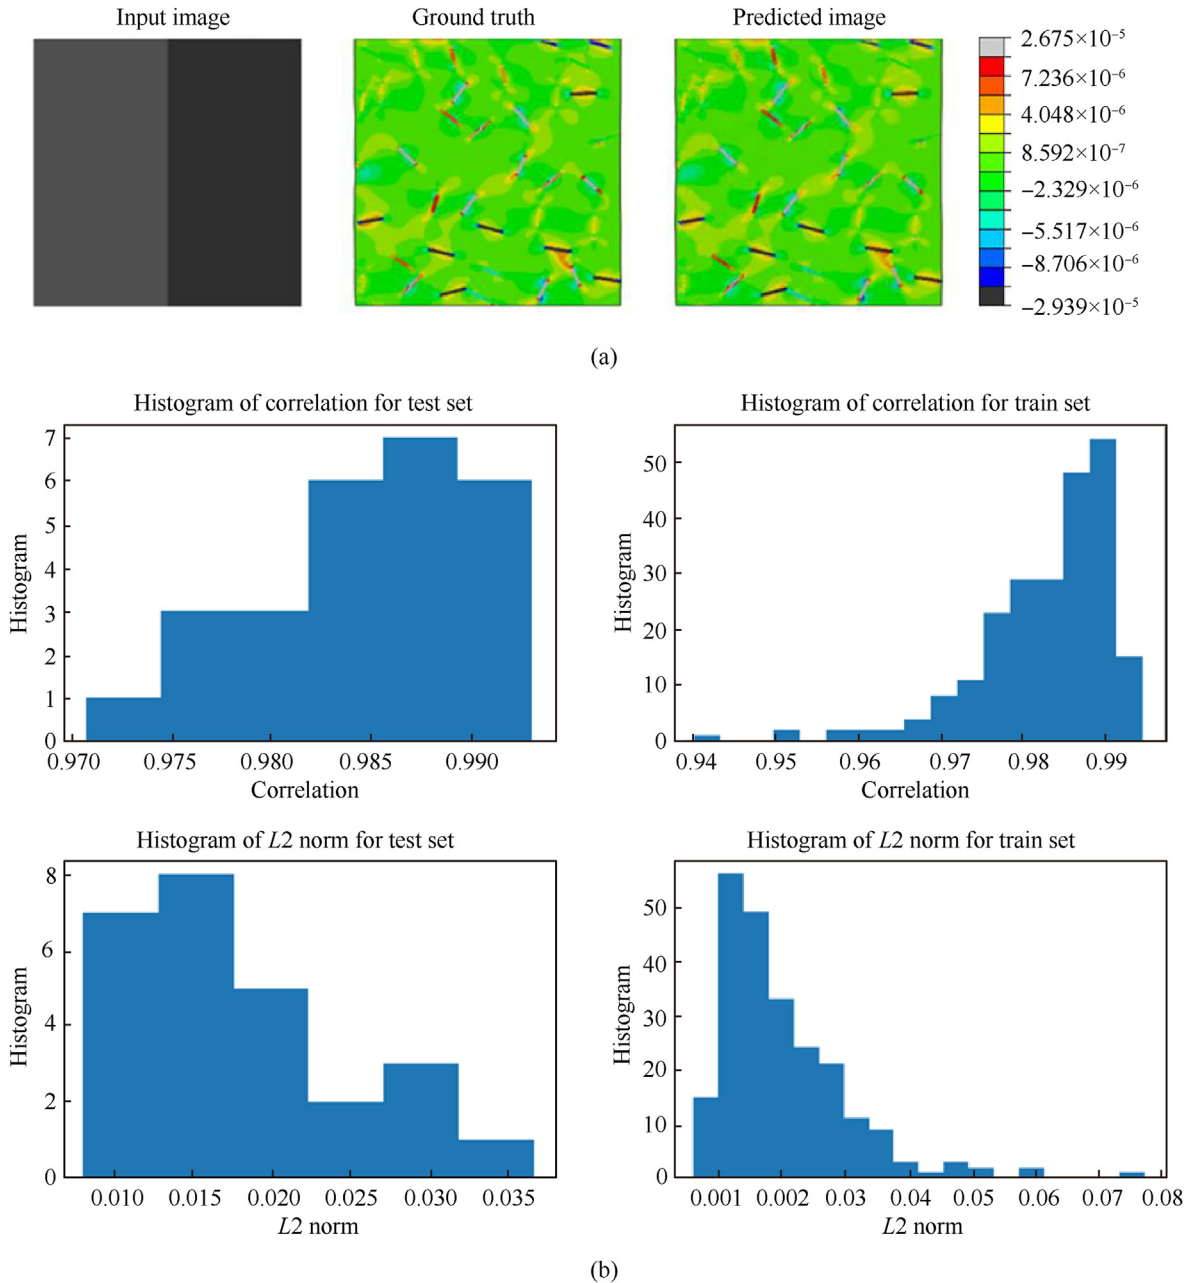 Input image
Ground truth
Predicted image
2.675×10⁻⁵
7.236×10⁻⁶
4.048×10⁻⁶
8.592×10⁻⁷
−2.329×10⁻⁶
−5.517×10⁻⁶
−8.706×10⁻⁶
−2.939×10⁻⁵
(a)
Histogram of correlation for test set
Histogram
7
6
5
4
3
2
1
0
0.970 0.975 0.980 0.985 0.990
Correlation
Histogram of correlation for train set
Histogram
50
40
30
20
10
0
0.94 0.95 0.96 0.97 0.98 0.99
Correlation
Histogram of L2 norm for test set
Histogram
8
6
4
2
0
0.010 0.015 0.020 0.025 0.030 0.035
L2 norm
Histogram of L2 norm for train set
Histogram
50
40
30
20
10
0
0.001 0.002 0.03 0.04 0.05 0.06 0.07 0.08
L2 norm
(b)